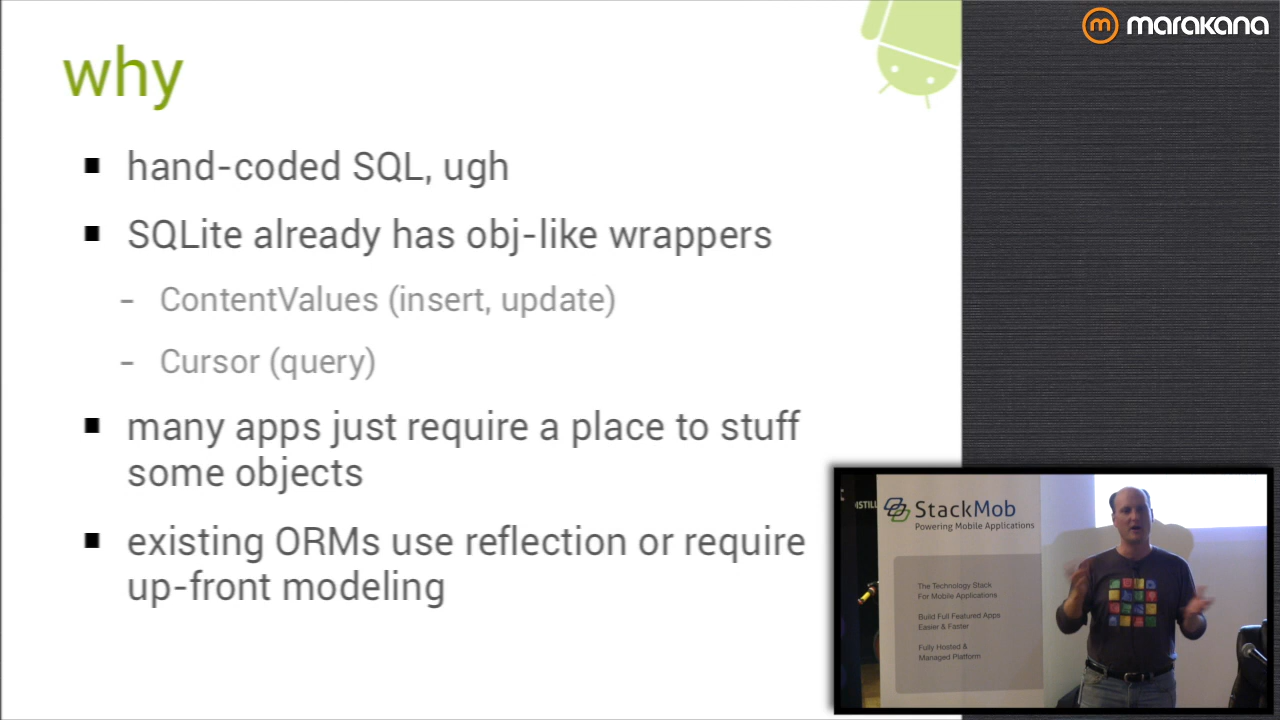 marakana
why
hand-coded SQL, ugh
SQLite already has obj-like wrappers
- ContentValues (insert, update)
- Cursor (query)
many apps just require a place to stuff
some objects
existing ORMs use reflection or require
up-front modeling
StackMob
Powering Mobile Applications
The Technology Stack
For Mobile Applications
Build Full Featured Apps
Easier & Faster
Fully Hosted &
Managed Platform